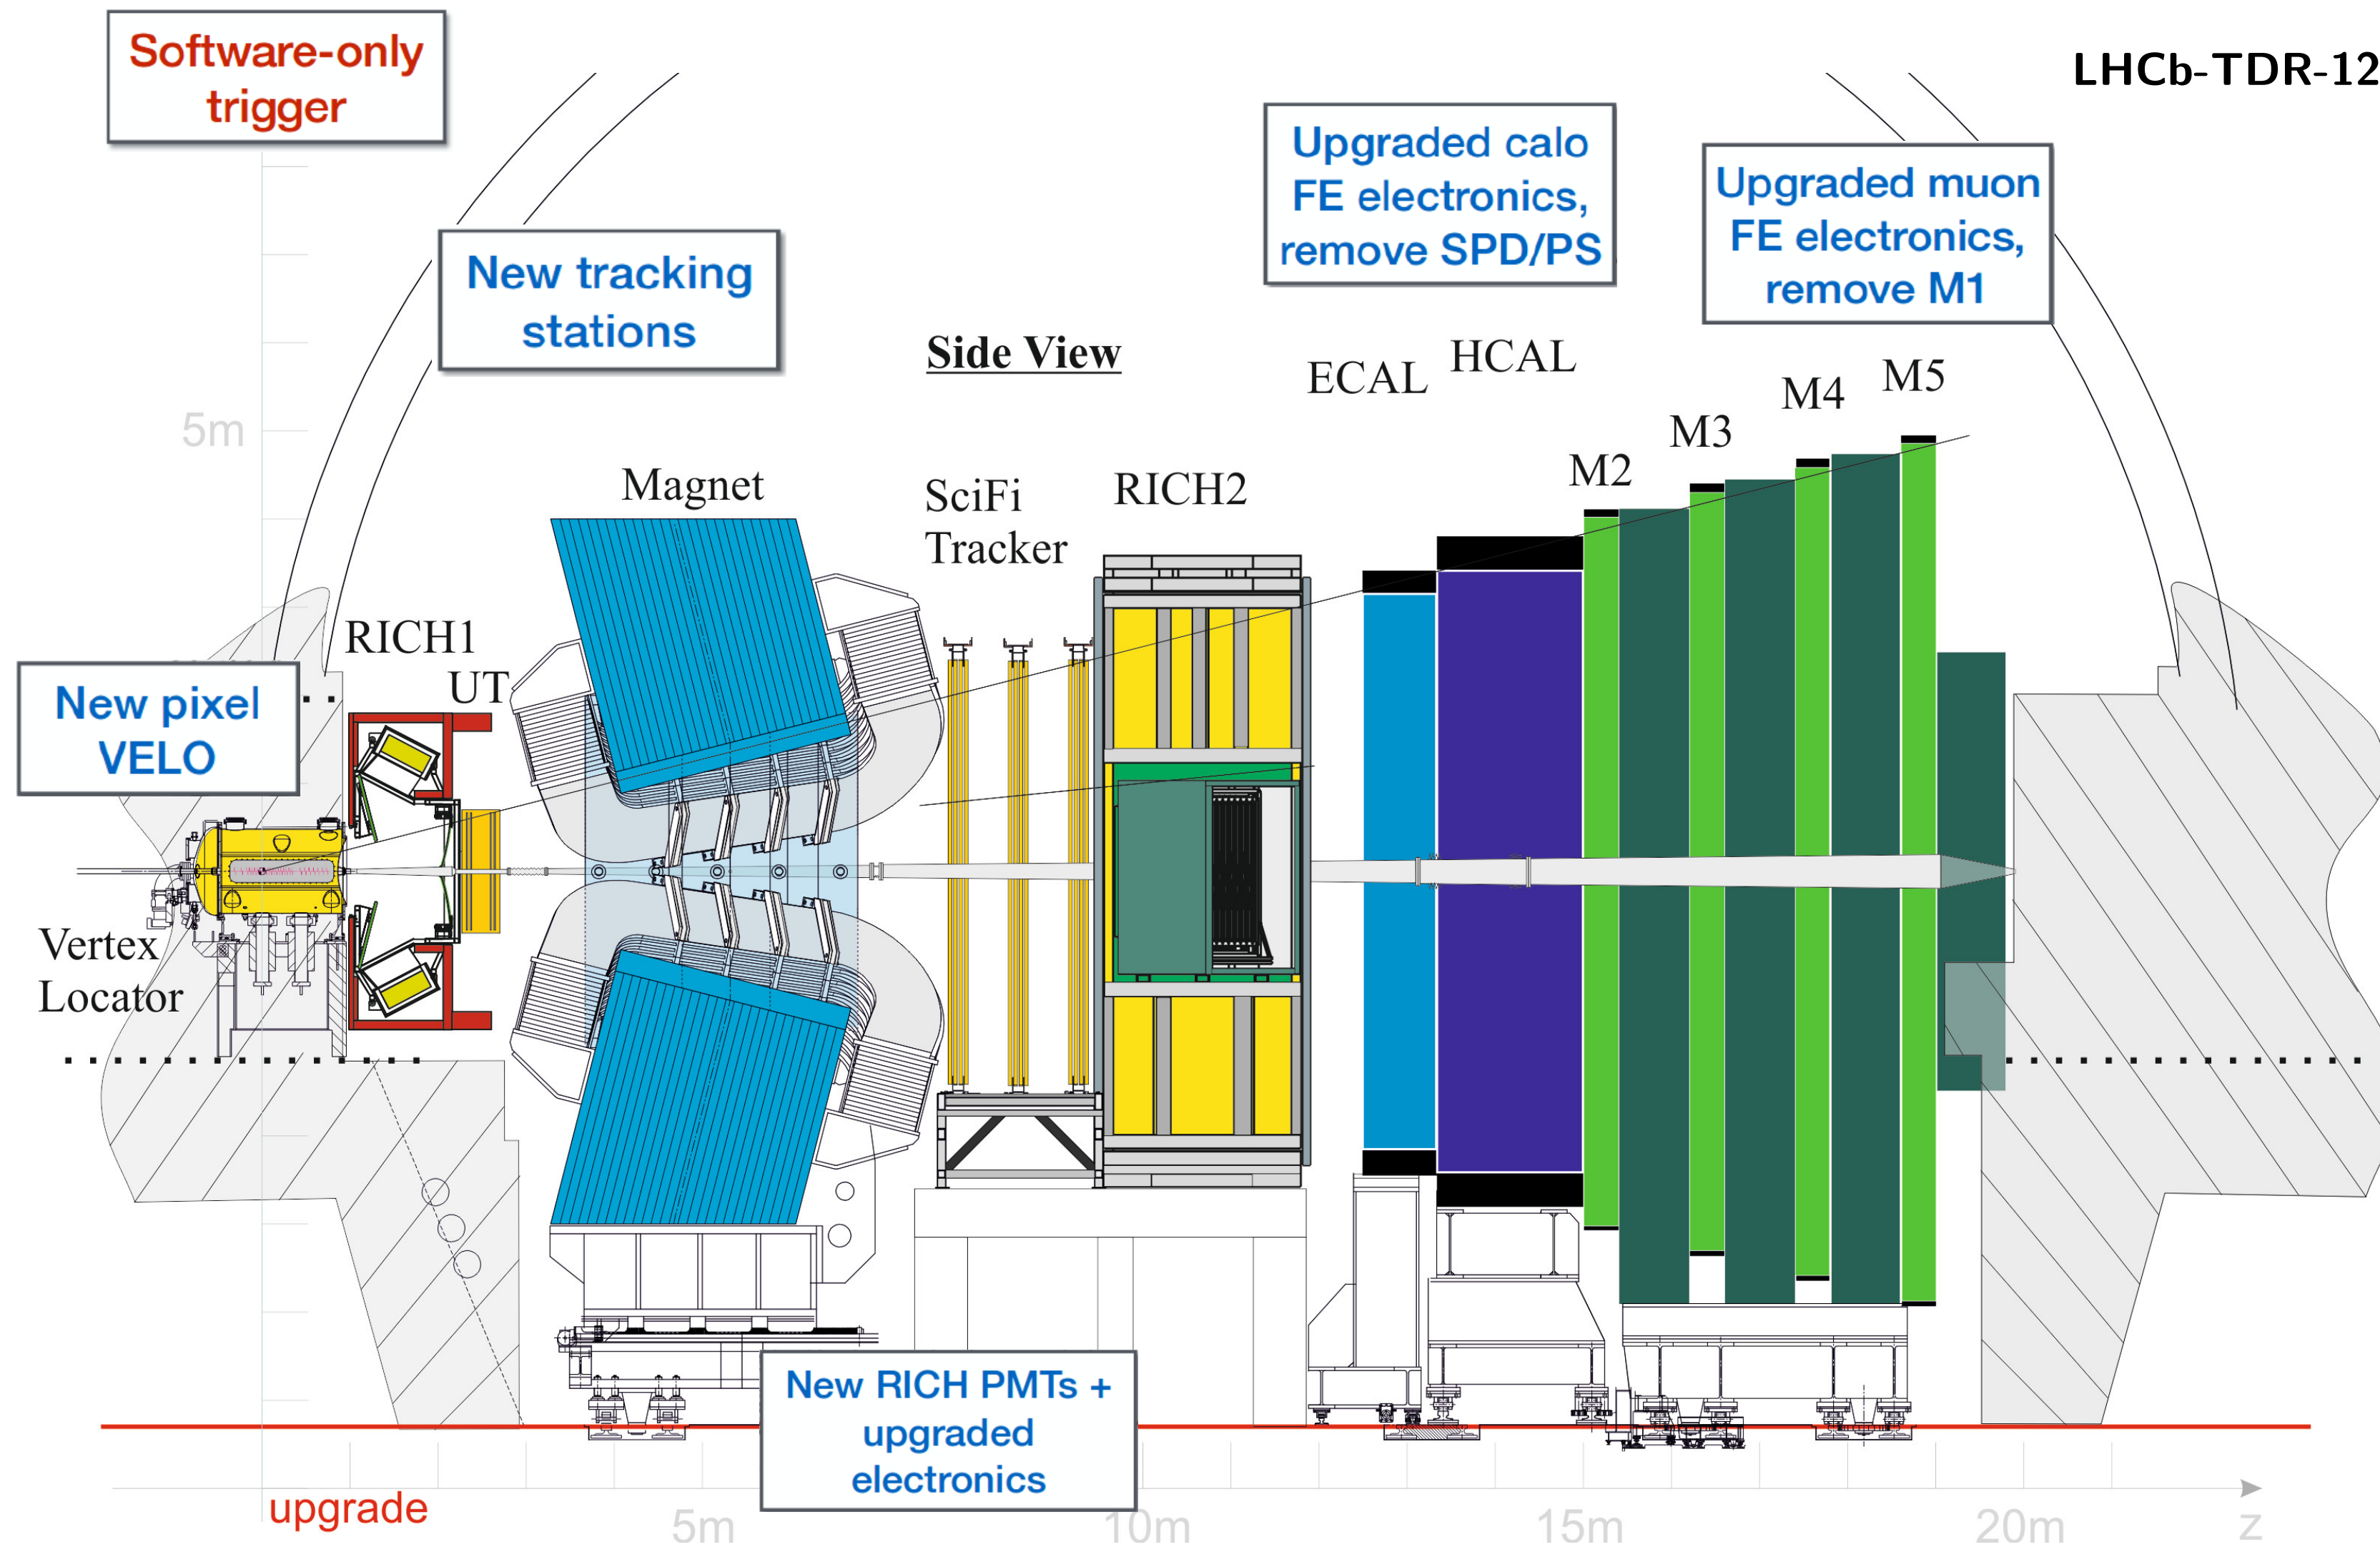 Software-only
trigger
LHCb-TDR-12
Upgraded calo
FE electronics,
remove SPD/PS
Upgraded muon
FE electronics,
remove M1
New tracking
stations
Side View
ECAL
HCAL
M5
M4
M3
M2
5m
Magnet
SciFi
Tracker
RICH2
RICH1
UT
New pixel
VELO
Vertex
Locator
New RICH PMTs +
upgraded
electronics
upgrade
5m
10m
15m
20m
z